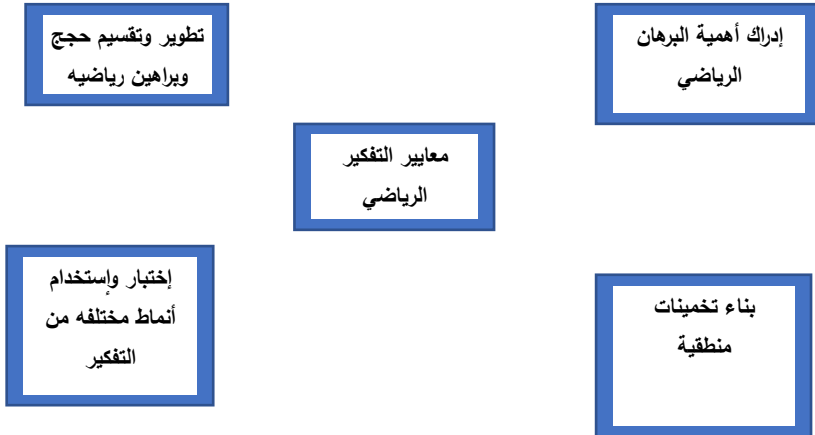 إدراك أهمية البرهان
الرياضي
تطوير وتقسيم حجج
وبراهين رياضيه
معايير التفكير
الرياضي
بناء تخمينات
منطقية
إختبار وإستخدام
أنماط مختلفه من
التفكير